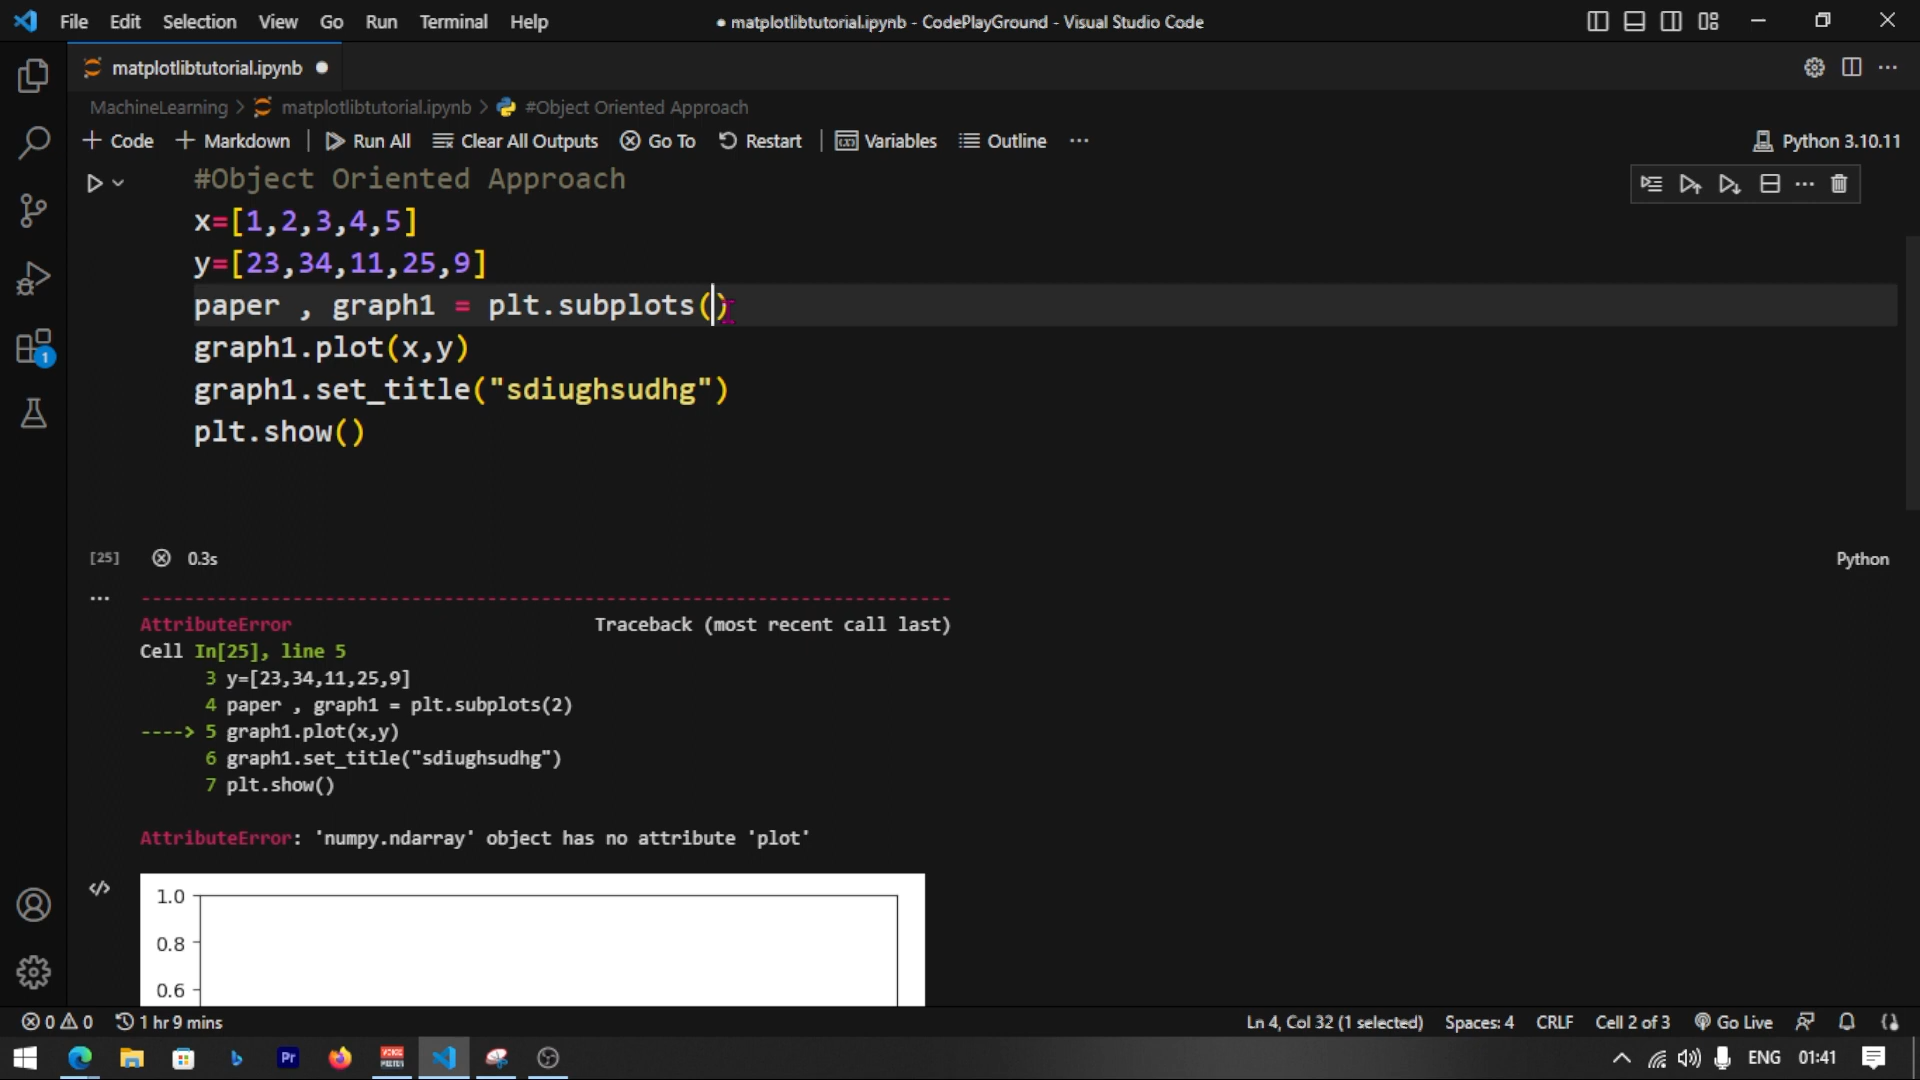 File Edit Selection View Go Run Terminal Help
● matplotlibtutorial.ipynb - CodePlayGround - Visual Studio Code
matplotlibtutorial.ipynb
MachineLearning > matplotlibtutorial.ipynb > #Object Oriented Approach
+ Code + Markdown | Run All Clear All Outputs Go To Restart | Variables Outline ... Python 3.10.11
#Object Oriented Approach
x=[1,2,3,4,5]
y=[23,34,11,25,9]
paper , graph1 = plt.subplots()
graph1.plot(x,y)
graph1.set_title("sdiughsudhg")
plt.show()
[25] 0.3s Python
... ---------------------------------------------------------------------------
AttributeError Traceback (most recent call last)
Cell In[25], line 5
3 y=[23,34,11,25,9]
4 paper , graph1 = plt.subplots(2)
----> 5 graph1.plot(x,y)
6 graph1.set_title("sdiughsudhg")
7 plt.show()
AttributeError: 'numpy.ndarray' object has no attribute 'plot'
1.0
0.8
0.6
1
0 0 1 hr 9 mins Ln 4, Col 32 (1 selected) Spaces: 4 CRLF Cell 2 of 3 Go Live
Pr VOICE MEETER ENG 01:41